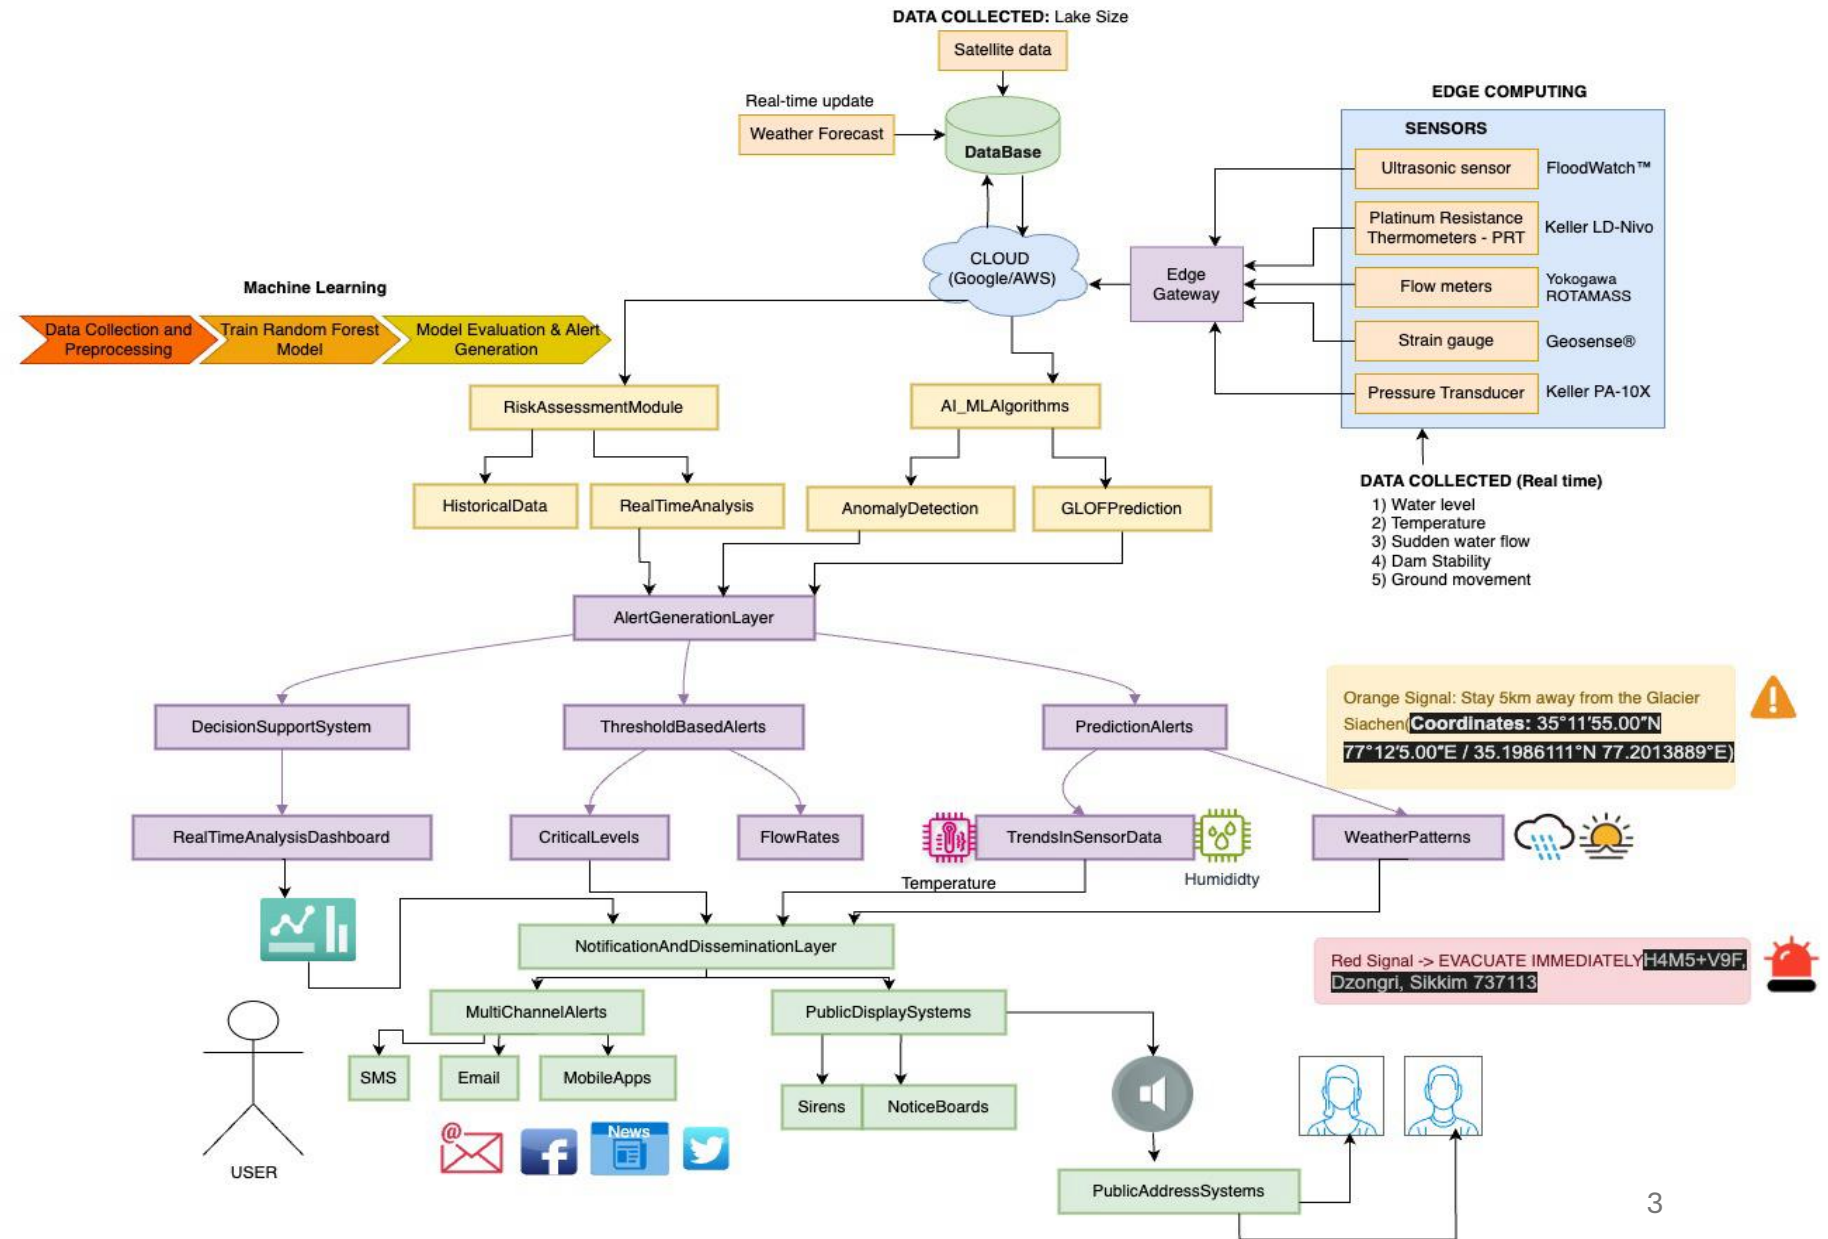 DATA COLLECTED: Lake Size
Satellite data
Real-time update
Weather Forecast
DataBase
EDGE COMPUTING
SENSORS
Ultrasonic sensor
FloodWatch™
Platinum Resistance
Thermometers - PRT
Keller LD-Nivo
Flow meters
Yokogawa
ROTAMASS
Strain gauge
Geosense®
Pressure Transducer
Keller PA-10X
CLOUD
(Google/AWS)
Edge
Gateway
Machine Learning
Data Collection and
Preprocessing
Train Random Forest
Model
Model Evaluation & Alert
Generation
RiskAssessmentModule
AI_MLAlgorithms
HistoricalData
RealTimeAnalysis
AnomalyDetection
GLOFPrediction
DATA COLLECTED (Real time)
1) Water level
2) Temperature
3) Sudden water flow
4) Dam Stability
5) Ground movement
AlertGenerationLayer
DecisionSupportSystem
ThresholdBasedAlerts
PredictionAlerts
Orange Signal: Stay 5km away from the Glacier
Siachen(Coordinates: 35°11′55.00″N
77°12′5.00″E / 35.1986111°N 77.2013889°E)
RealTimeAnalysisDashboard
CriticalLevels
FlowRates
TrendsInSensorData
WeatherPatterns
Temperature
Humididty
NotificationAndDisseminationLayer
Red Signal -> EVACUATE IMMEDIATELYH4M5+V9F,
Dzongri, Sikkim 737113
MultiChannelAlerts
PublicDisplaySystems
SMS
Email
MobileApps
Sirens
NoticeBoards
@
News
USER
PublicAddressSystems
3